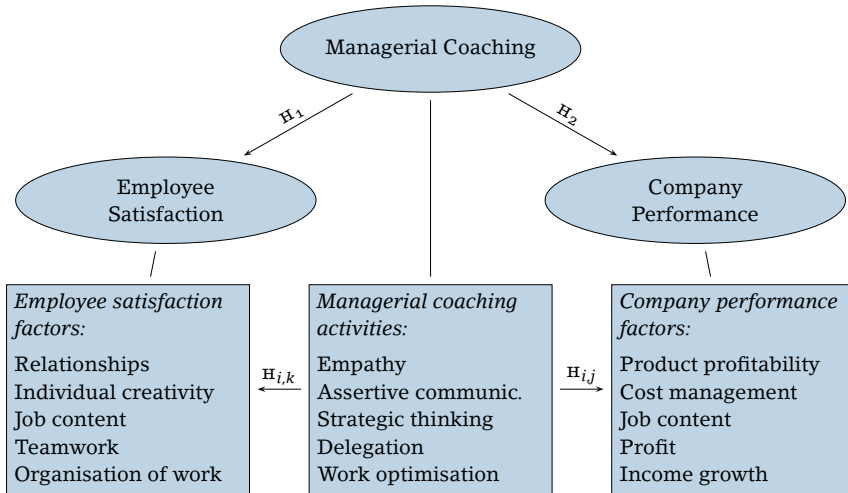 Managerial Coaching
H1
H2
Employee
Satisfaction
Company
Performance
Employee satisfaction
factors:
Relationships
Individual creativity
Job content
Teamwork
Organisation of work
Hi,k
Managerial coaching
activities:
Empathy
Assertive communic.
Strategic thinking
Delegation
Work optimisation
Hi,j
Company performance
factors:
Product profitability
Cost management
Job content
Profit
Income growth